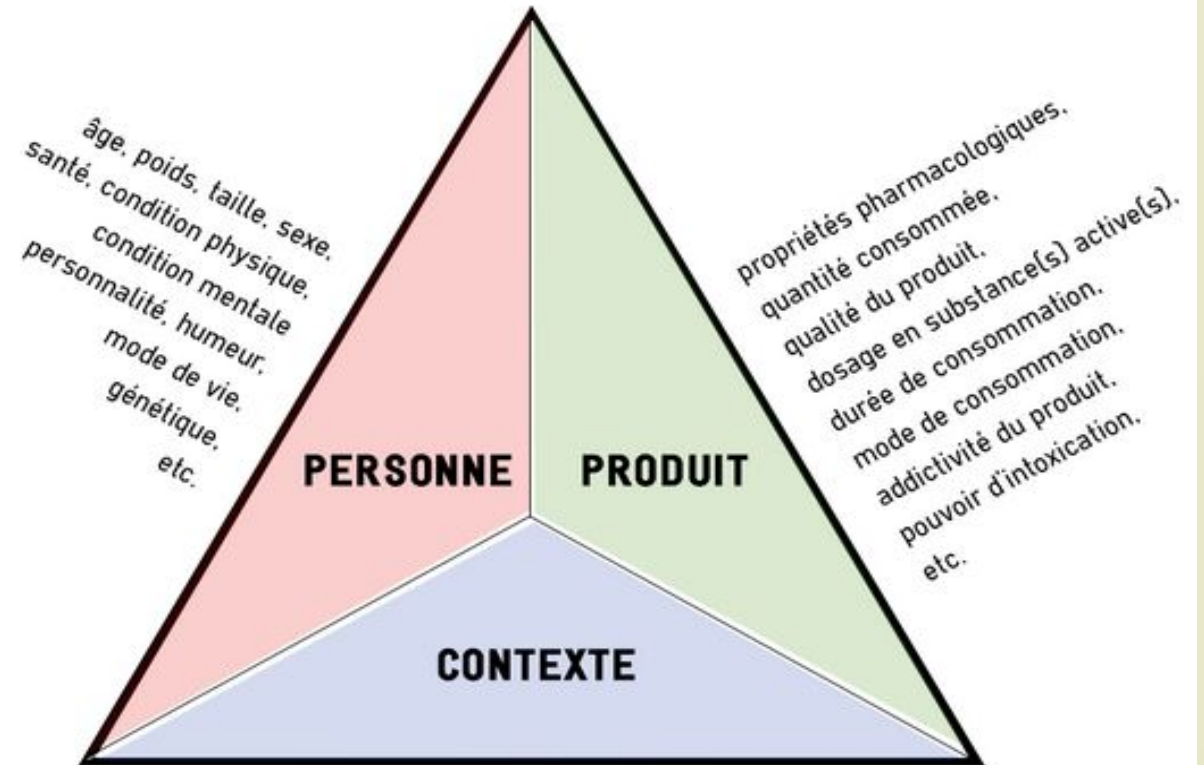 âge, poids, taille, sexe,
santé, condition physique,
condition mentale
personnalité, humeur,
mode de vie,
génétique,
etc.
propriétés pharmacologiques,
quantité consommée,
qualité du produit,
dosage en substance(s) active(s),
durée de consommation,
mode de consommation,
addictivité du produit,
pouvoir d'intoxication,
etc.
PERSONNE
PRODUIT
CONTEXTE